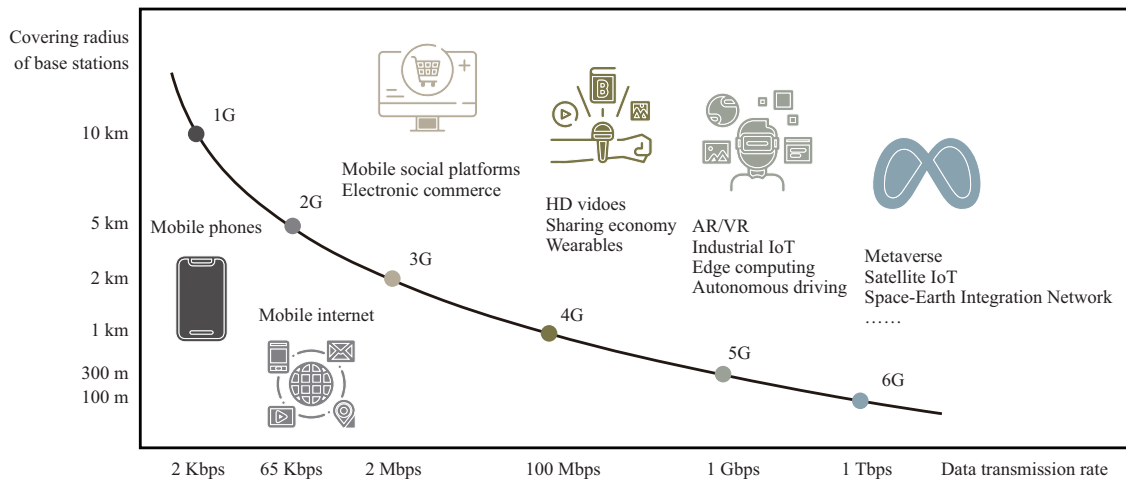 Covering radius
of base stations
10 km
5 km
2 km
1 km
300 m
100 m
1G
2G
3G
4G
5G
6G
Mobile phones
Mobile internet
Mobile social platforms
Electronic commerce
B
HD vidoes
Sharing economy
Wearables
AR/VR
Industrial IoT
Edge computing
Autonomous driving
Metaverse
Satellite IoT
Space-Earth Integration Network
……
2 Kbps
65 Kbps
2 Mbps
100 Mbps
1 Gbps
1 Tbps
Data transmission rate